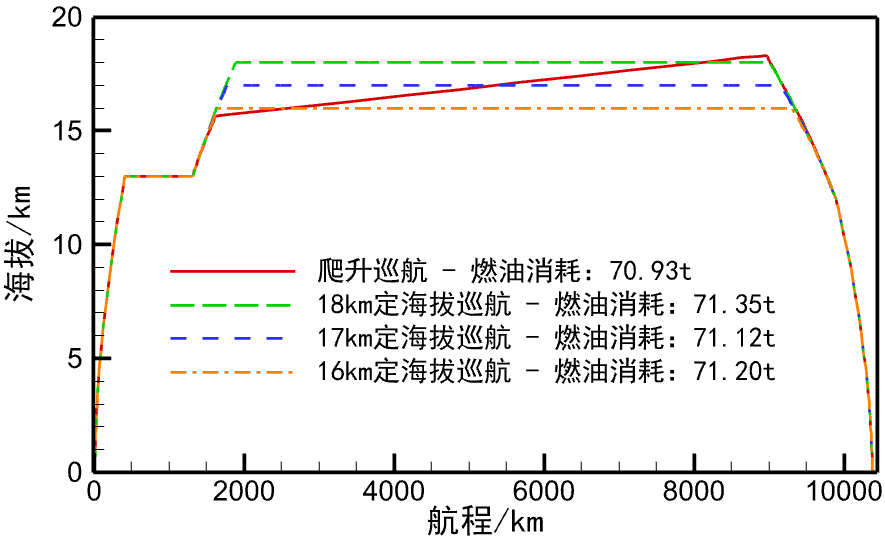 20
15
10
5
0
海拔/km
爬升巡航 - 燃油消耗: 70.93t
18km定海拔巡航 - 燃油消耗: 71.35t
17km定海拔巡航 - 燃油消耗: 71.12t
16km定海拔巡航 - 燃油消耗: 71.20t
0 2000 4000 6000 8000 10000
航程/km